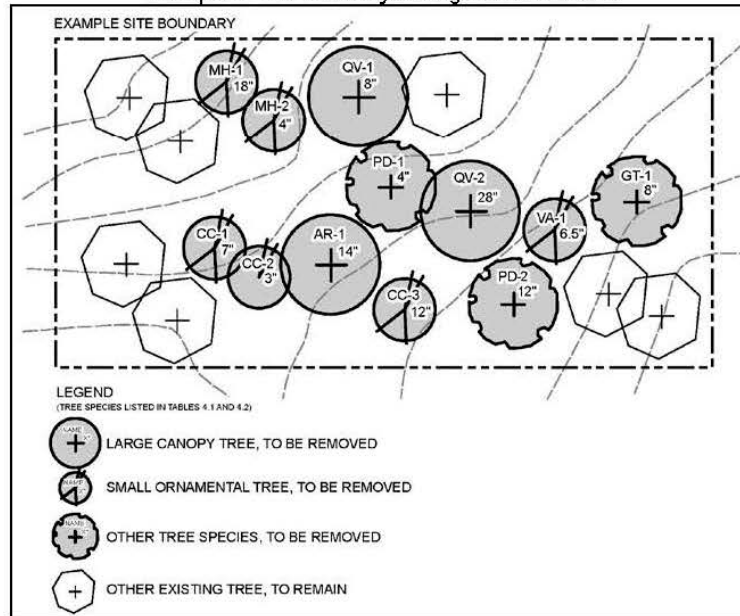 EXAMPLE SITE BOUNDARY
MH-1
18"
MH-2
4"
QV-1
8"
PD-1
4"
QV-2
28"
GT-1
8"
VA-1
6.5"
CC-1
7"
CC-2
3"
AR-1
14"
CC-3
12"
PD-2
12"
LEGEND
(TREE SPECIES LISTED IN TABLES 4.1 AND 4.2)
NAME
LARGE CANOPY TREE, TO BE REMOVED
NAME
SMALL ORNAMENTAL TREE, TO BE REMOVED
NAME
OTHER TREE SPECIES, TO BE REMOVED
OTHER EXISTING TREE, TO REMAIN